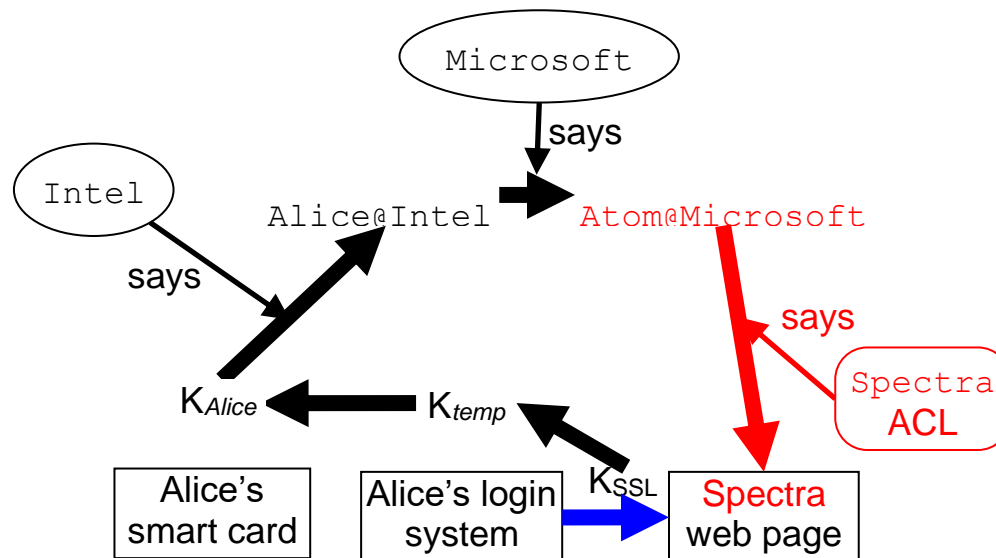 Microsoft
says
Intel
Alice@Intel
Atom@Microsoft
says
says
Spectra
ACL
KAlice
Ktemp
KSSL
Alice's
smart card
Alice's login
system
Spectra
web page